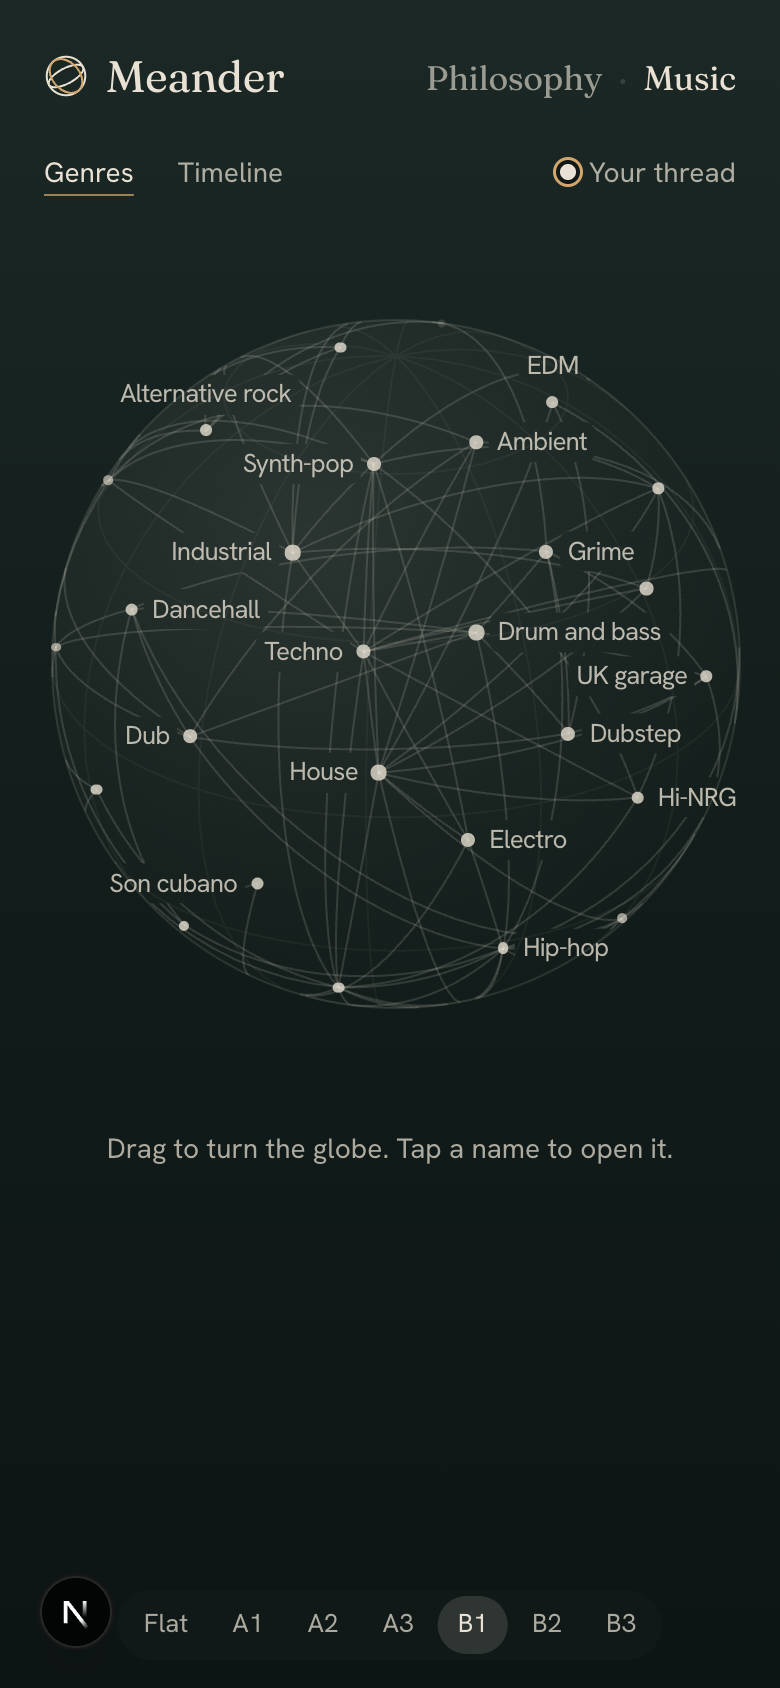 Meander
Philosophy · Music
Genres
Timeline
Your thread
EDM
Alternative rock
Ambient
Synth-pop
Industrial
Grime
Dancehall
Drum and bass
Techno
UK garage
Dub
Dubstep
House
Hi-NRG
Electro
Son cubano
Hip-hop
Drag to turn the globe. Tap a name to open it.
N
Flat
A1
A2
A3
B1
B2
B3